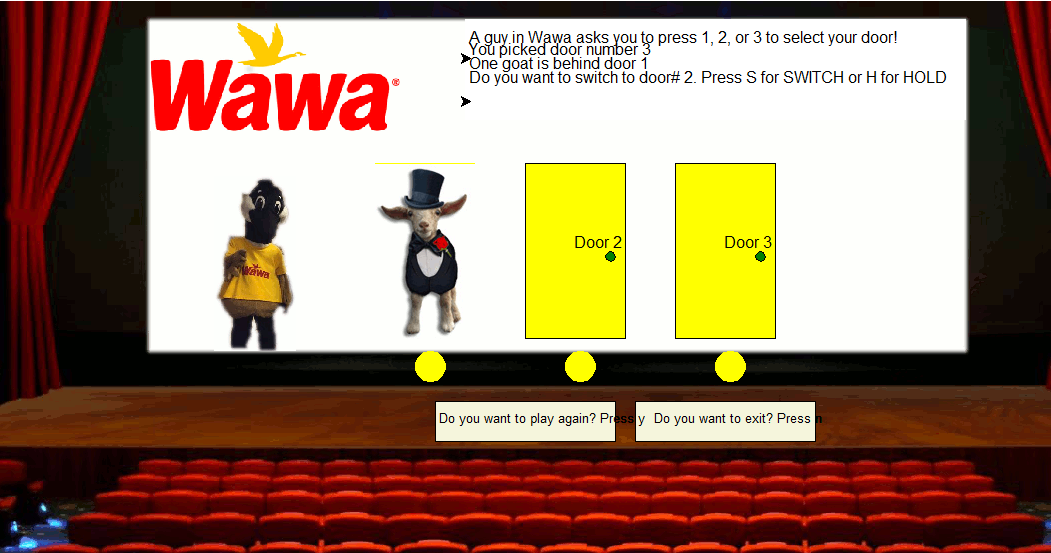 Wawa®
A guy in Wawa asks you to press 1, 2, or 3 to select your door!
You picked door number 3
One goat is behind door 1
Do you want to switch to door# 2. Press S for SWITCH or H for HOLD
Wawa
Door 2
Door 3
Do you want to play again? Press y
Do you want to exit? Press n